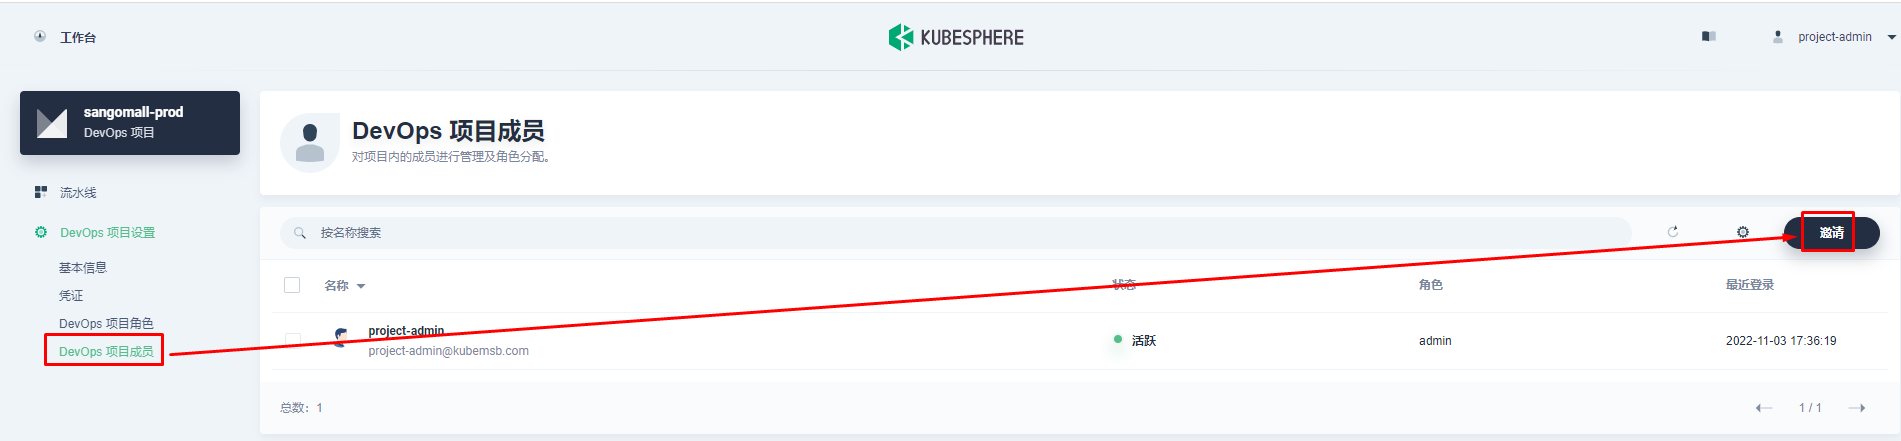 工作台
KUBESPHERE
project-admin
sangomall-prod
DevOps 项目
流水线
DevOps 项目设置
基本信息
凭证
DevOps 项目角色
DevOps 项目成员
DevOps 项目成员
对项目内的成员进行管理及角色分配。
按名称搜索
邀请
名称 状态 角色 最近登录
project-admin
project-admin@kubemsb.com
活跃 admin 2022-11-03 17:36:19
总数：1
1 / 1